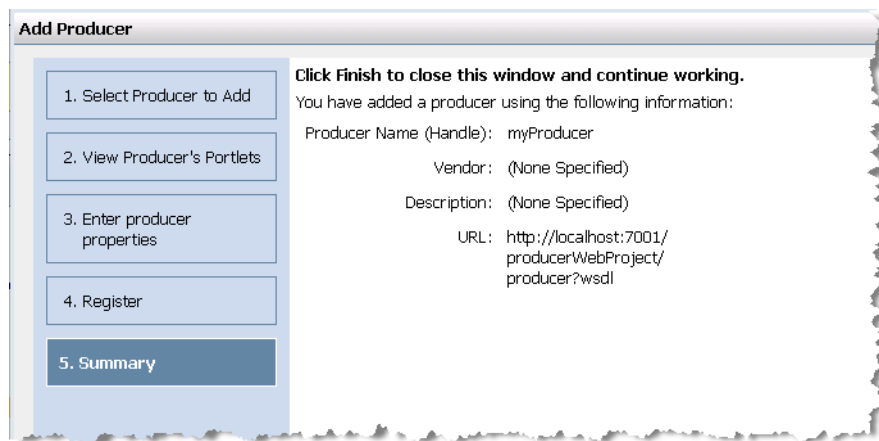 Add Producer
1. Select Producer to Add
2. View Producer's Portlets
3. Enter producer
properties
4. Register
5. Summary
Click Finish to close this window and continue working.
You have added a producer using the following information:
Producer Name (Handle): myProducer
Vendor: (None Specified)
Description: (None Specified)
URL: http://localhost:7001/
producerWebProject/
producer?wsdl